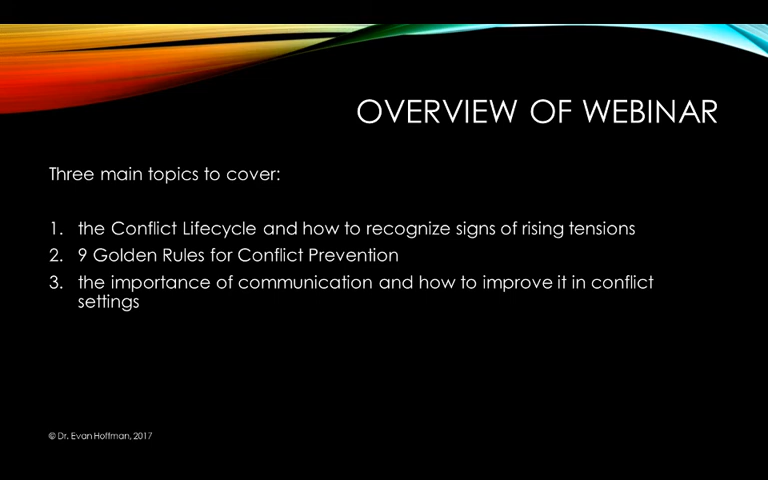 OVERVIEW OF WEBINAR
Three main topics to cover:
1. the Conflict Lifecycle and how to recognize signs of rising tensions
2. 9 Golden Rules for Conflict Prevention
3. the importance of communication and how to improve it in conflict
settings
© Dr. Evan Hoffman, 2017